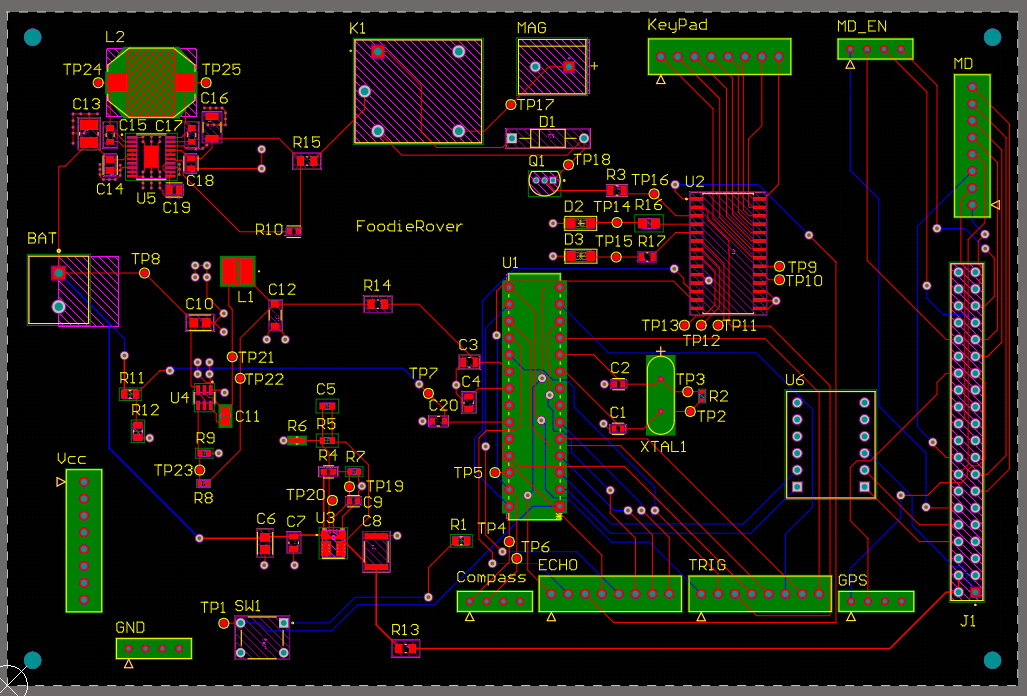 L2
K1
MAG
KeyPad
MD_EN
MD
TP24
TP25
+
C13
C16
TP17
C15
C17
D1
R15
C14
C18
U5
C19
Q1
TP18
R3
TP16
U2
D2
TP14
R16
R10
FoodieRover
D3
TP15
R17
BAT
TP8
U1
TP9
TP10
L1
C12
R14
C10
TP13
TP12
TP11
TP21
C3
+
TP22
C2
TP7
TP3
U6
R11
U4
C5
C4
R2
R12
C11
C20
C1
TP2
R6
R5
XTAL1
R9
Vcc
R4
R7
TP23
TP5
R8
TP20
TP19
C9
C6
C7
U3
C8
R1
TP4
TP6
Compass
ECHO
TRIG
GPS
TP1
SW1
J1
GND
R13